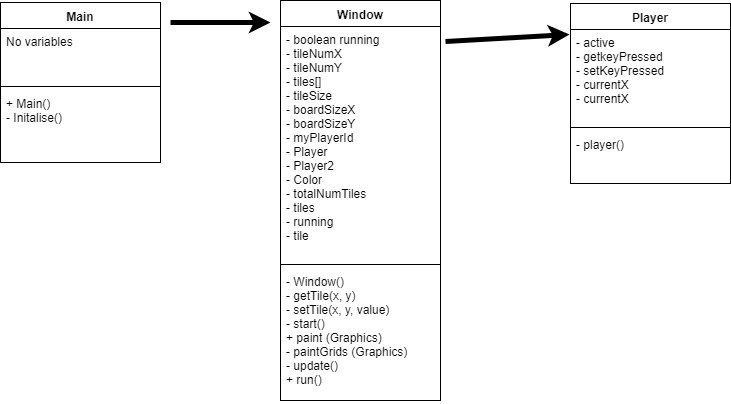 Main
No variables
+ Main()
- Initalise()
Window
- boolean running
- tileNumX
- tileNumY
- tiles[]
- tileSize
- boardSizeX
- boardSizeY
- myPlayerId
- Player
- Player2
- Color
- totalNumTiles
- tiles
- running
- tile
- Window()
- getTile(x, y)
- setTile(x, y, value)
- start()
+ paint (Graphics)
- paintGrids (Graphics)
- update()
+ run()
Player
- active
- getkeyPressed
- setKeyPressed
- currentX
- currentX
- player()